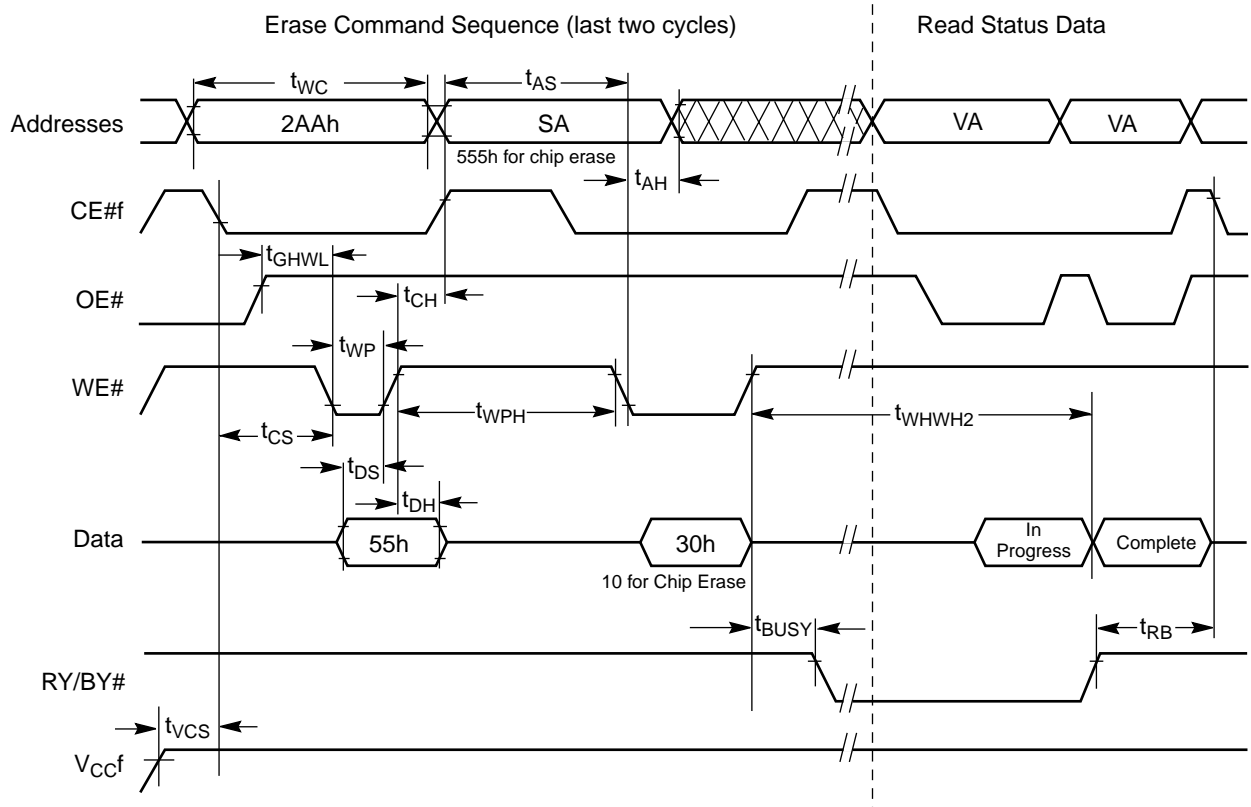 Erase Command Sequence (last two cycles)
Read Status Data
tWC
tAS
Addresses
2AAh
SA
VA
VA
555h for chip erase
tAH
CE#f
tGHWL
OE#
tCH
tWP
WE#
tWPH
tWHWH2
tCS
tDS
tDH
Data
55h
30h
In
Progress
Complete
10 for Chip Erase
tBUSY
tRB
RY/BY#
tVCS
VCCf